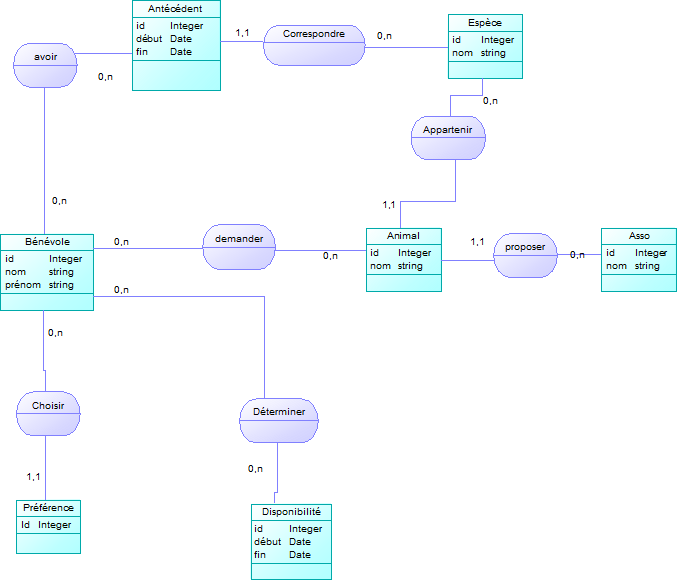 Antécédent
id Integer
début Date
fin Date
1,1
Correspondre
0,n
Espèce
id Integer
nom string
avoir
0,n
0,n
Appartenir
0,n
1,1
Bénévole
id Integer
nom string
prénom string
0,n
demander
0,n
Animal
id Integer
nom string
1,1
proposer
0,n
Asso
id Integer
nom string
0,n
0,n
Choisir
Déterminer
1,1
0,n
Préférence
Id Integer
Disponibilité
id Integer
début Date
fin Date